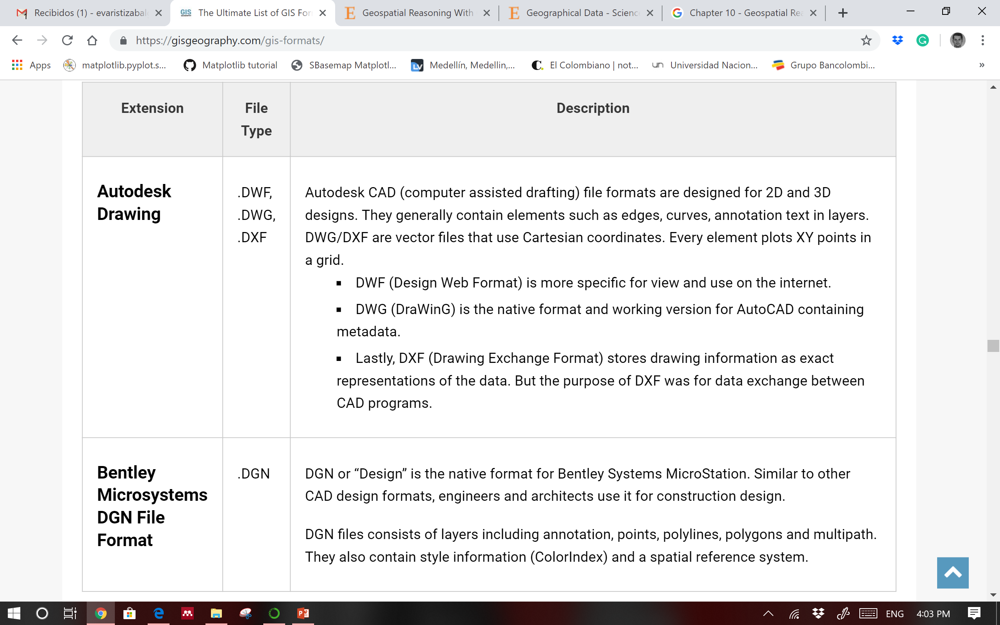 Recibidos (1) - evaristizabal
The Ultimate List of GIS For
Geospatial Reasoning With
Geographical Data - Science
Chapter 10 - Geospatial Rea
https://gisgeography.com/gis-formats/
Apps
matplotlib.pyplot.s...
Matplotlib tutorial
SBasemap Matplotl...
Medellín, Medellin,...
El Colombiano | not...
Universidad Nacion...
Grupo Bancolombi...
»
Extension
File
Type
Description
Autodesk
Drawing
.DWF,
.DWG,
.DXF
Autodesk CAD (computer assisted drafting) file formats are designed for 2D and 3D
designs. They generally contain elements such as edges, curves, annotation text in layers.
DWG/DXF are vector files that use Cartesian coordinates. Every element plots XY points in
a grid.
▪ DWF (Design Web Format) is more specific for view and use on the internet.
▪ DWG (DraWinG) is the native format and working version for AutoCAD containing
metadata.
▪ Lastly, DXF (Drawing Exchange Format) stores drawing information as exact
representations of the data. But the purpose of DXF was for data exchange between
CAD programs.
Bentley
Microsystems
DGN File
Format
.DGN
DGN or “Design” is the native format for Bentley Systems MicroStation. Similar to other
CAD design formats, engineers and architects use it for construction design.
DGN files consists of layers including annotation, points, polylines, polygons and multipath.
They also contain style information (ColorIndex) and a spatial reference system.
ENG
4:03 PM